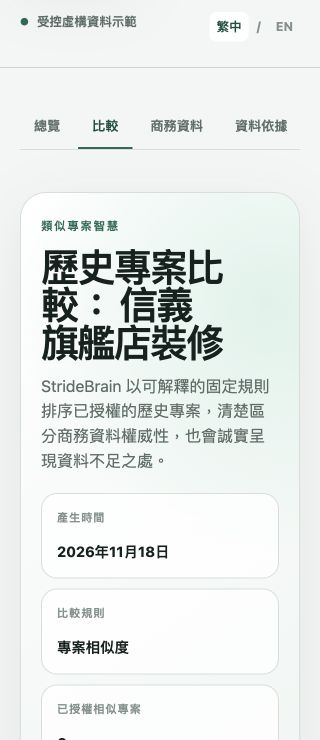 受控虛構資料示範
繁中 / EN
總覽 比較 商務資料 資料依據
類似專案智慧
歷史專案比
較： 信義
旗艦店裝修
StrideBrain 以可解釋的固定規則
排序已授權的歷史專案，清楚區
分商務資料權威性，也會誠實呈
現資料不足之處。
產生時間
2026年11月18日
比較規則
專案相似度
已授權相似專案